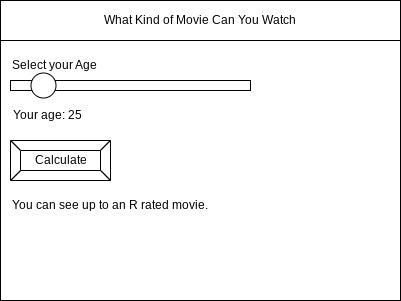 What Kind of Movie Can You Watch
Select your Age
Your age: 25
Calculate
You can see up to an R rated movie.